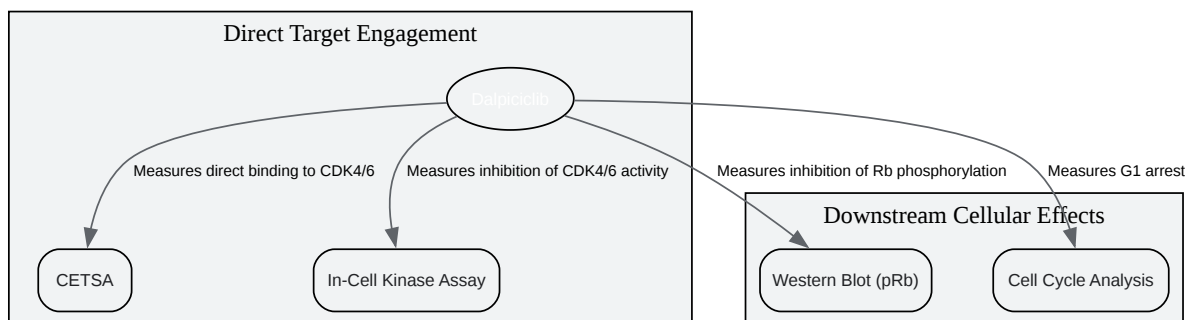 Direct Target Engagement
Dalpiciclib
Measures direct binding to CDK4/6
Measures inhibition of CDK4/6 activity
Measures inhibition of Rb phosphorylation
Measures G1 arrest
Downstream Cellular Effects
CETSA
In-Cell Kinase Assay
Western Blot (pRb)
Cell Cycle Analysis